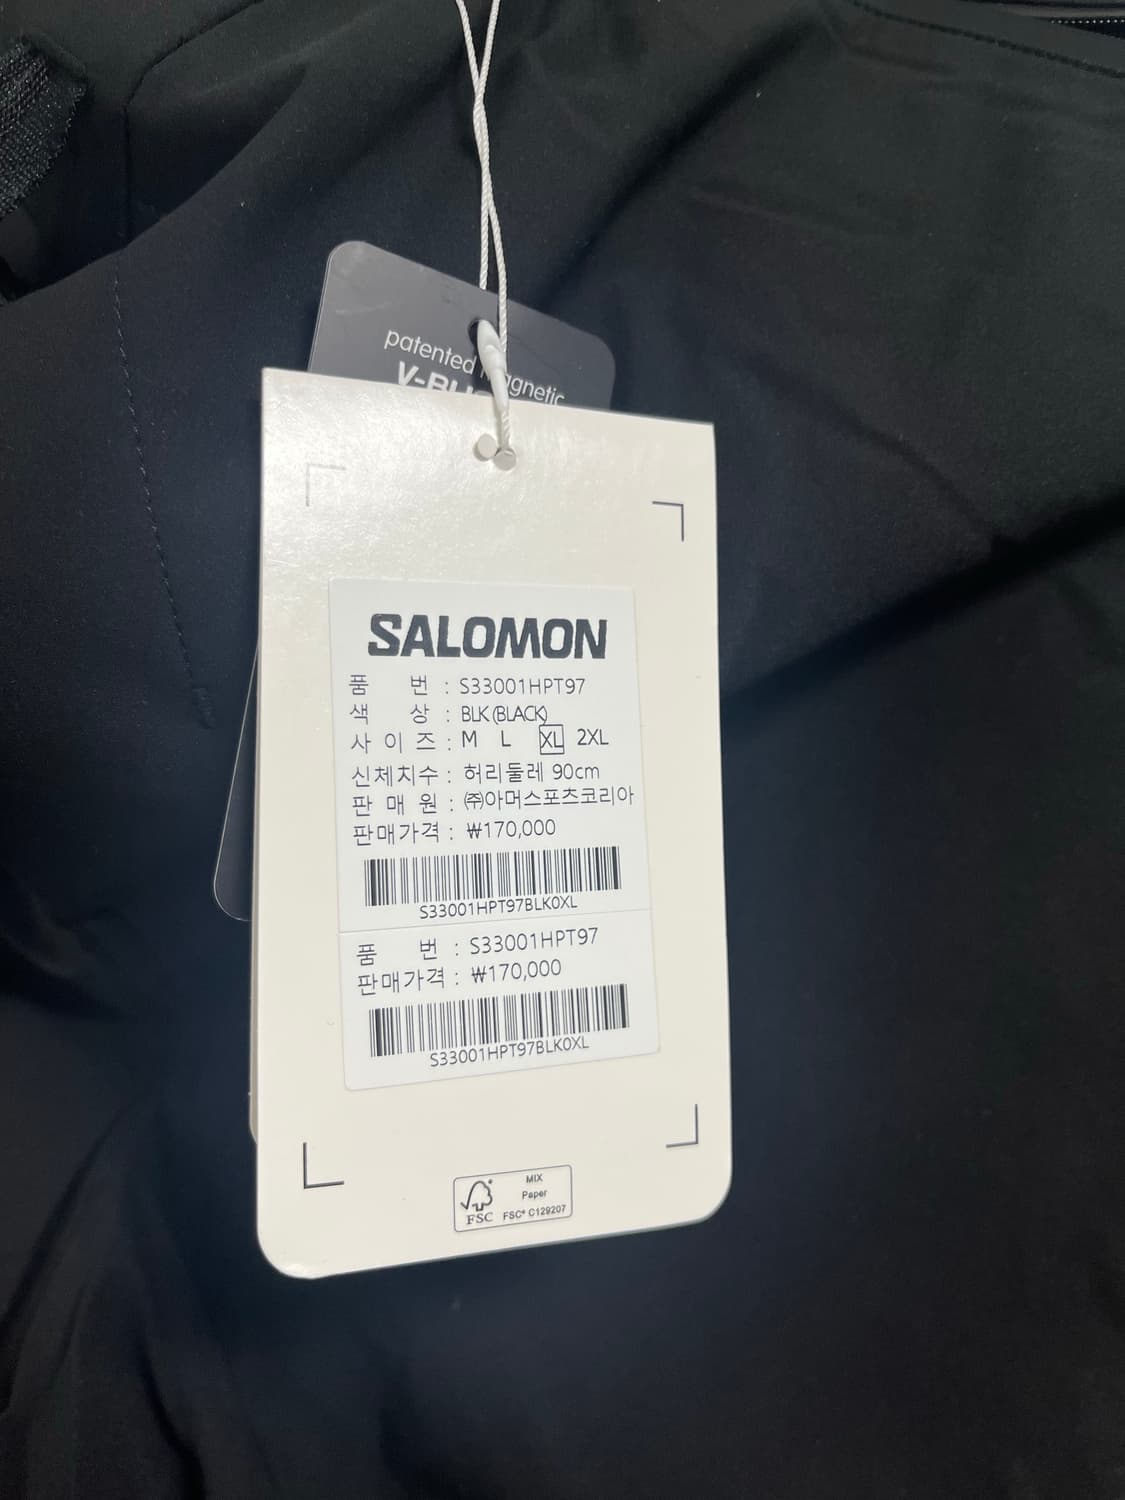 patented magnetic
SALOMON
품 번 : S33001HPT97
색 상 : BLK (BLACK)
사 이 즈 : M L XL 2XL
신체치수 : 허리둘레 90cm
판 매 원 : ㈜아머스포츠코리아
판매가격 : ₩170,000
S33001HPT97BLK0XL
품 번 : S33001HPT97
판매가격 : ₩170,000
S33001HPT97BLK0XL
MIX
Paper
FSC
FSC® C129207